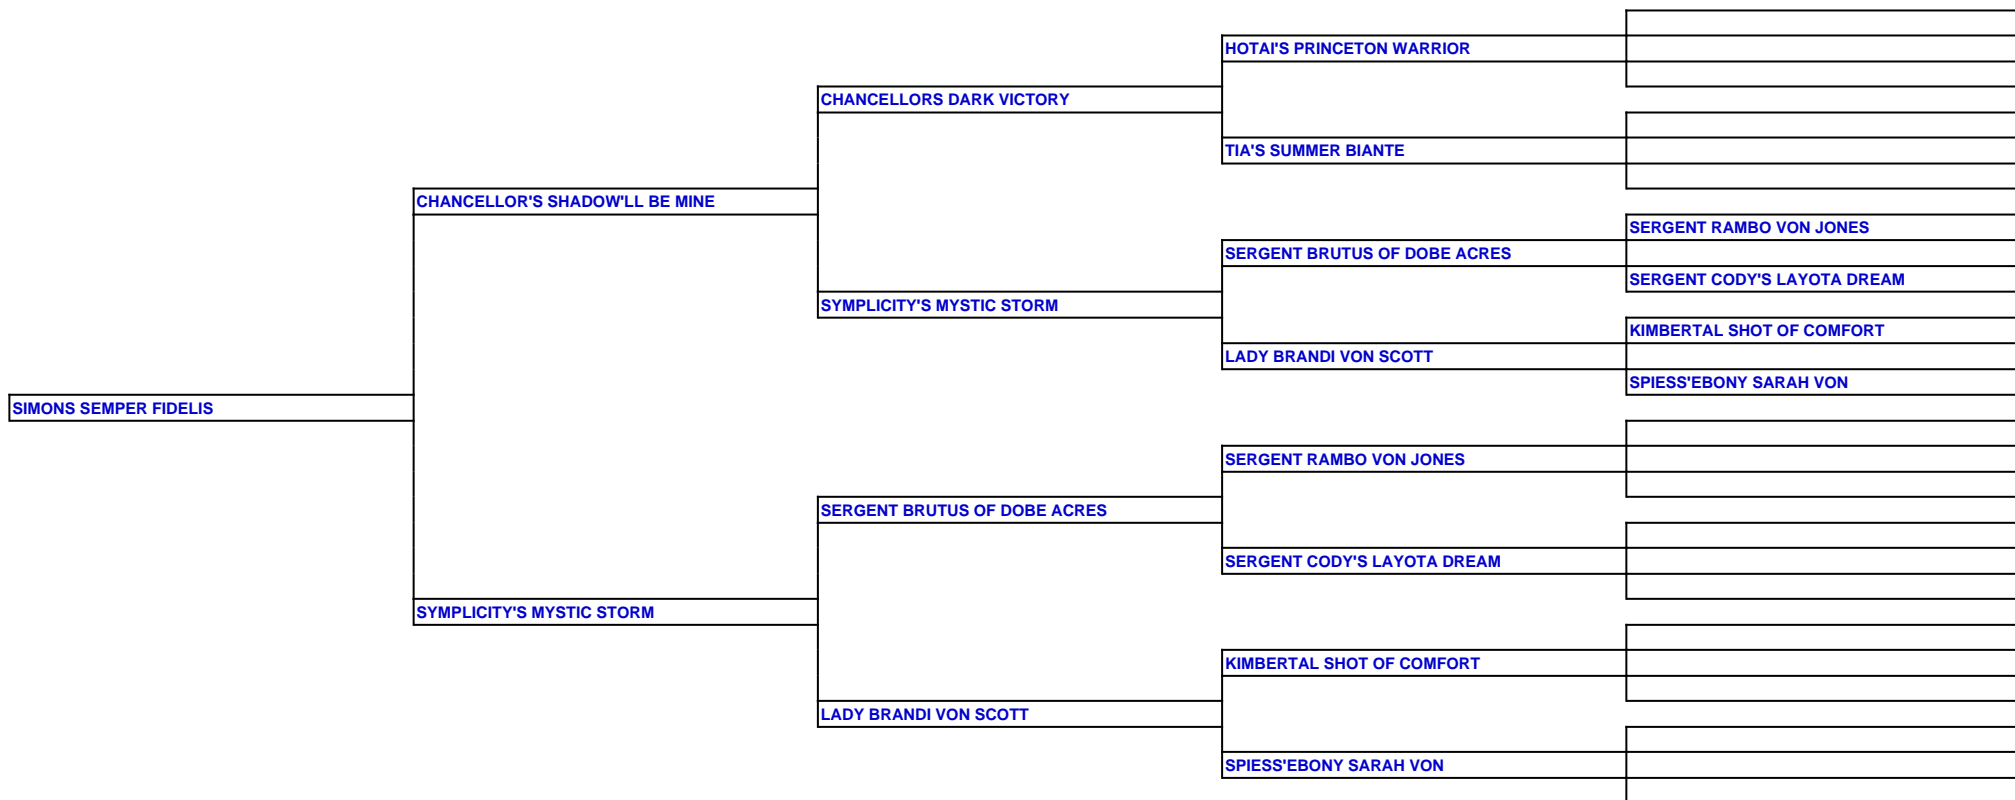 HOTAI'S PRINCETON WARRIOR
CHANCELLORS DARK VICTORY
TIA'S SUMMER BIANTE
CHANCELLOR'S SHADOW'LL BE MINE
SERGENT RAMBO VON JONES
SERGENT BRUTUS OF DOBE ACRES
SERGENT CODY'S LAYOTA DREAM
SYMPLICITY'S MYSTIC STORM
KIMBERTAL SHOT OF COMFORT
LADY BRANDI VON SCOTT
SPIESS'EBONY SARAH VON
SIMONS SEMPER FIDELIS
SERGENT RAMBO VON JONES
SERGENT BRUTUS OF DOBE ACRES
SERGENT CODY'S LAYOTA DREAM
SYMPLICITY'S MYSTIC STORM
KIMBERTAL SHOT OF COMFORT
LADY BRANDI VON SCOTT
SPIESS'EBONY SARAH VON